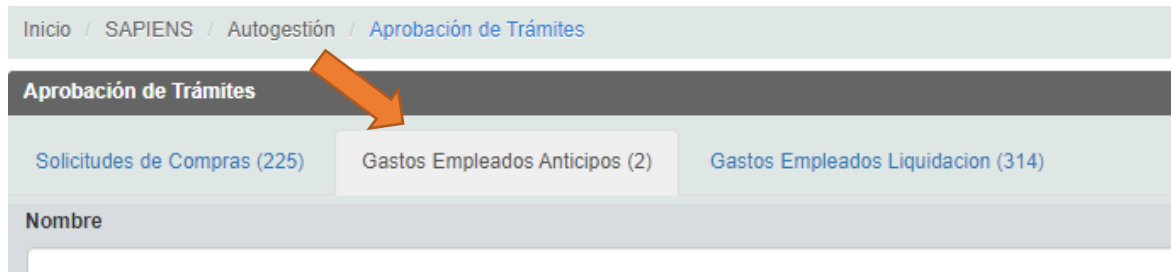 Inicio / SAPIENS / Autogestión / Aprobación de Trámites
Aprobación de Trámites
Solicitudes de Compras (225) Gastos Empleados Anticipos (2) Gastos Empleados Liquidacion (314)
Nombre